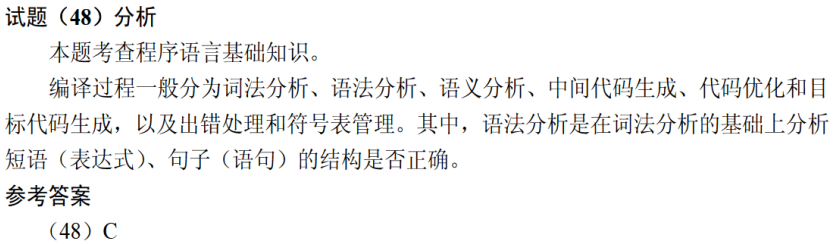 试题（48）分析
本题考查程序语言基础知识。
编译过程一般分为词法分析、语法分析、语义分析、中间代码生成、代码优化和目
标代码生成，以及出错处理和符号表管理。其中，语法分析是在词法分析的基础上分析
短语（表达式）、句子（语句）的结构是否正确。
参考答案
（48）C